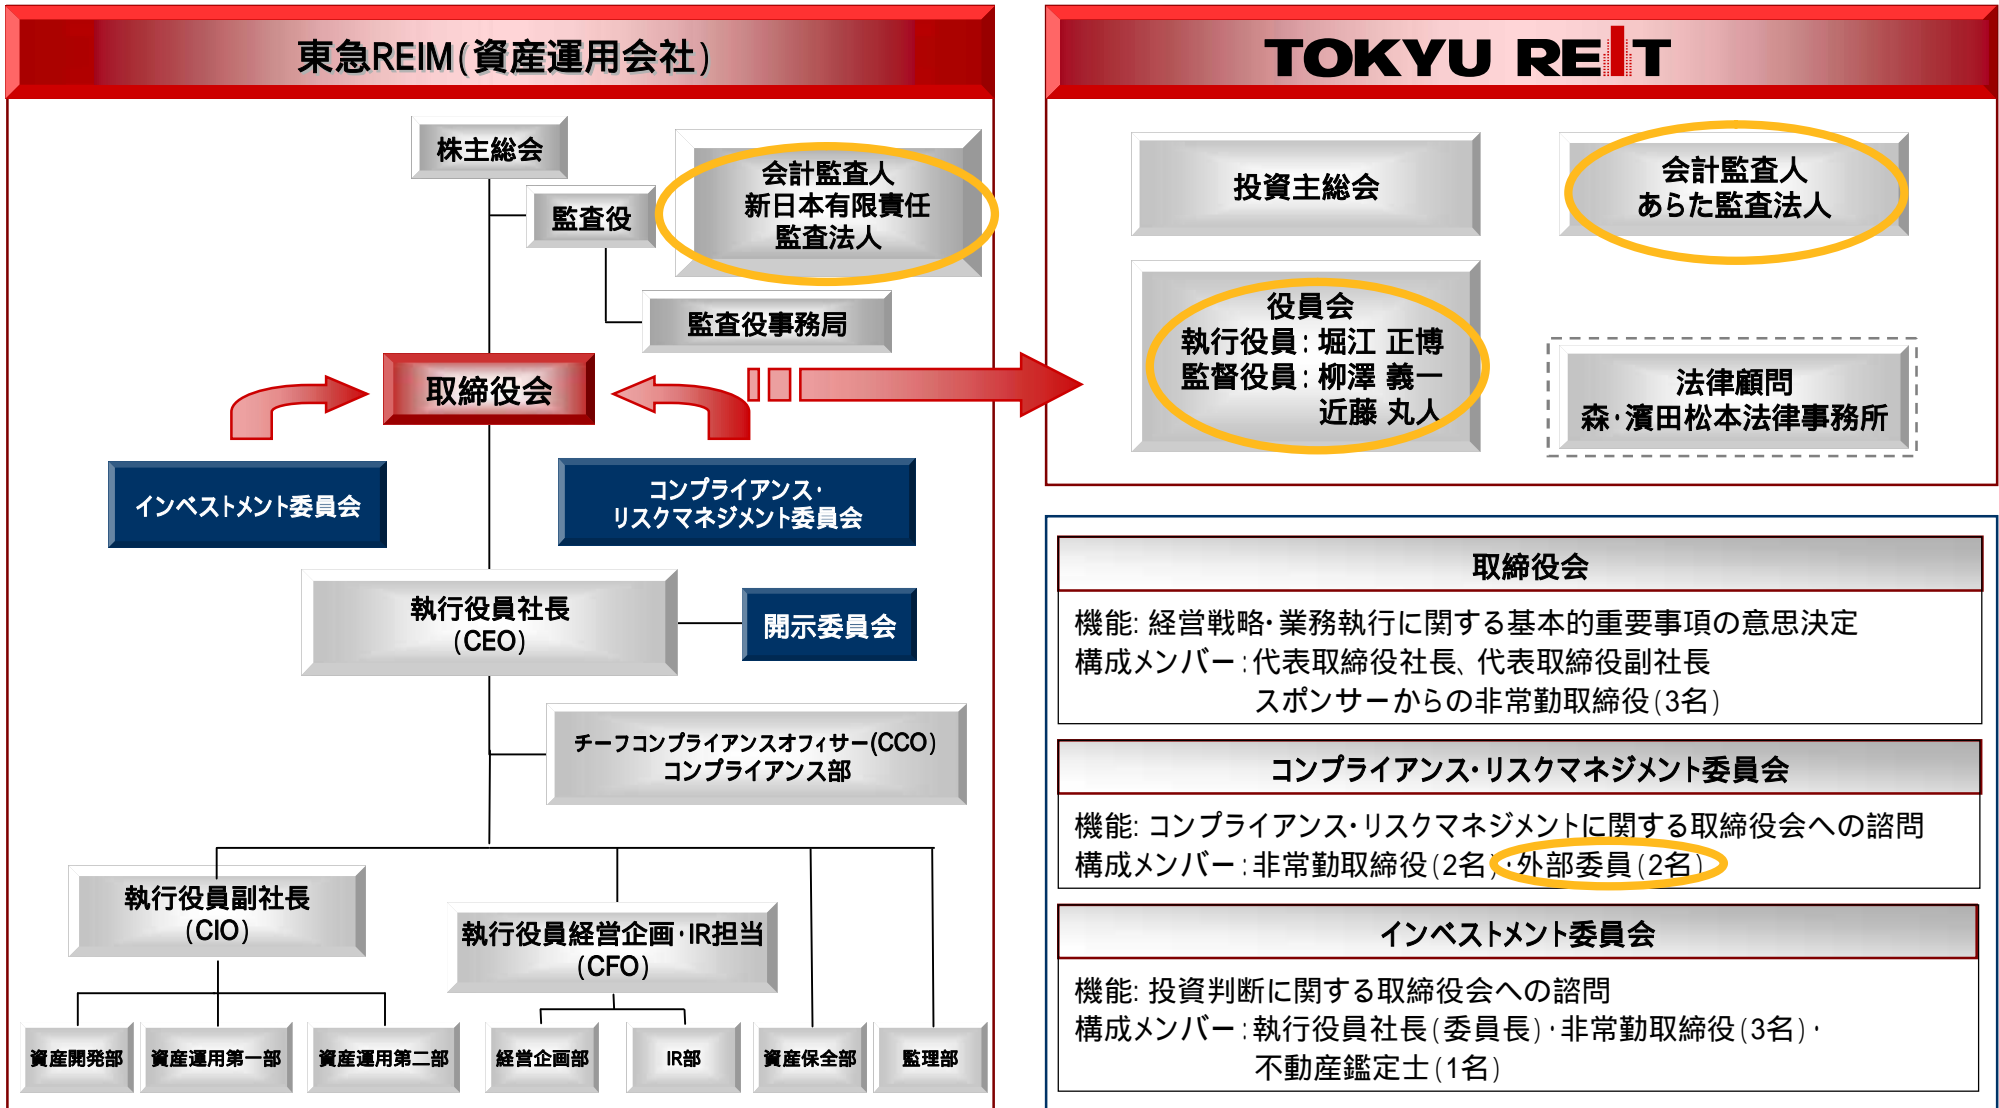 東急REIM(資産運用会社)
株主総会
監査役
会計監査人
新日本有限責任
監査法人
監査役事務局
取締役会
インベストメント委員会
コンプライアンス・
リスクマネジメント委員会
執行役員社長
(CEO)
開示委員会
チーフコンプライアンスオフィサー(CCO)
コンプライアンス部
執行役員副社長
(CIO)
執行役員経営企画・IR担当
(CFO)
資産開発部
資産運用第一部
資産運用第二部
経営企画部
IR部
資産保全部
監理部
TOKYU REIT
投資主総会
会計監査人
あらた監査法人
役員会
執行役員:堀江 正博
監督役員:柳澤 義一
近藤 丸人
法律顧問
森・濱田松本法律事務所
取締役会
機能: 経営戦略・業務執行に関する基本的重要事項の意思決定
構成メンバー:代表取締役社長、代表取締役副社長
スポンサーからの非常勤取締役(3名)
コンプライアンス・リスクマネジメント委員会
機能: コンプライアンス・リスクマネジメントに関する取締役会への諮問
構成メンバー:非常勤取締役(2名)・外部委員(2名)
インベストメント委員会
機能: 投資判断に関する取締役会への諮問
構成メンバー:執行役員社長(委員長)・非常勤取締役(3名)・
不動産鑑定士(1名)